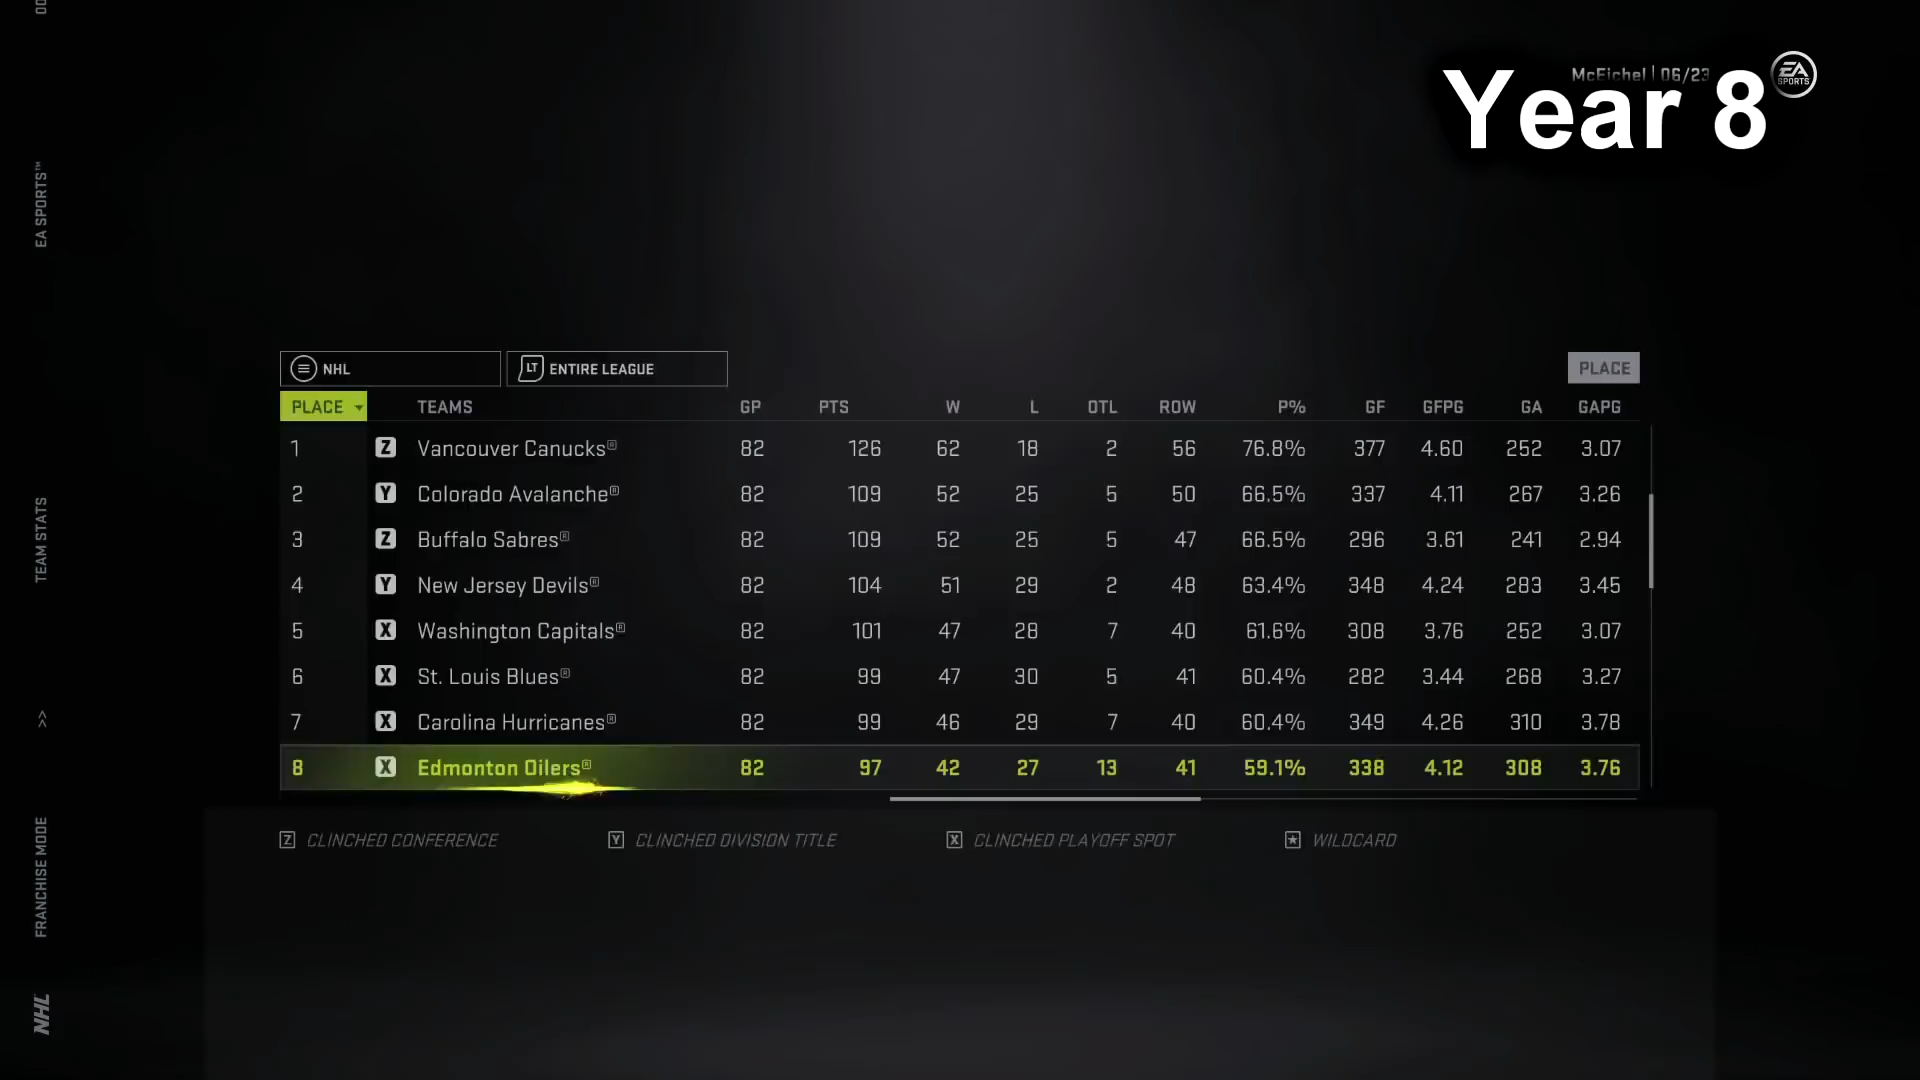 McEichel | 06/23
EA SPORTS
Year 8
NHL ENTIRE LEAGUE PLACE
LT
PLACE TEAMS GP PTS W L OTL ROW P% GF GFPG GA GAPG
1 Z Vancouver Canucks® 82 126 62 18 2 56 76.8% 377 4.60 252 3.07
2 Y Colorado Avalanche® 82 109 52 25 5 50 66.5% 337 4.11 267 3.26
3 Z Buffalo Sabres® 82 109 52 25 5 47 66.5% 296 3.61 241 2.94
4 Y New Jersey Devils® 82 104 51 29 2 48 63.4% 348 4.24 283 3.45
5 X Washington Capitals® 82 101 47 28 7 40 61.6% 308 3.76 252 3.07
6 X St. Louis Blues® 82 99 47 30 5 41 60.4% 282 3.44 268 3.27
7 X Carolina Hurricanes® 82 99 46 29 7 40 60.4% 349 4.26 310 3.78
8 X Edmonton Oilers® 82 97 42 27 13 41 59.1% 338 4.12 308 3.76
Z CLINCHED CONFERENCE Y CLINCHED DIVISION TITLE X CLINCHED PLAYOFF SPOT ★ WILDCARD
NHL FRANCHISE MODE >> TEAM STATS EA SPORTS™